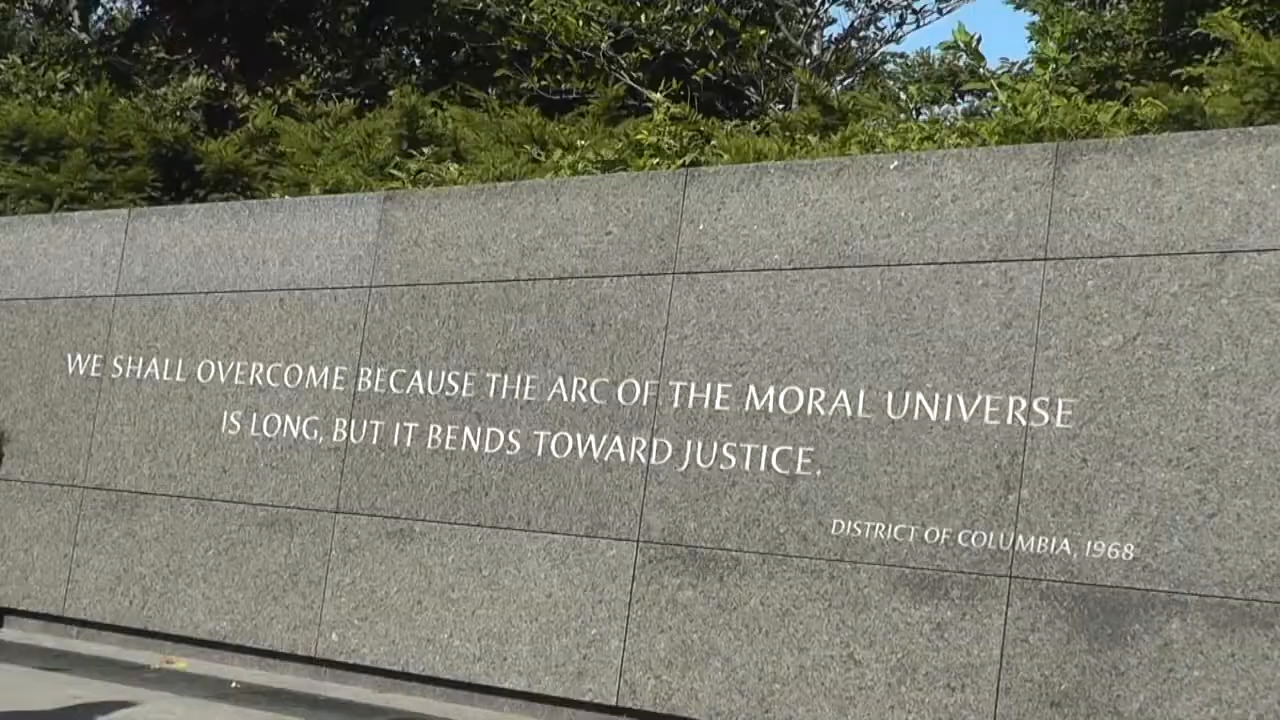 WE SHALL OVERCOME BECAUSE THE ARC OF THE MORAL UNIVERSE
IS LONG, BUT IT BENDS TOWARD JUSTICE.
DISTRICT OF COLUMBIA, 1968